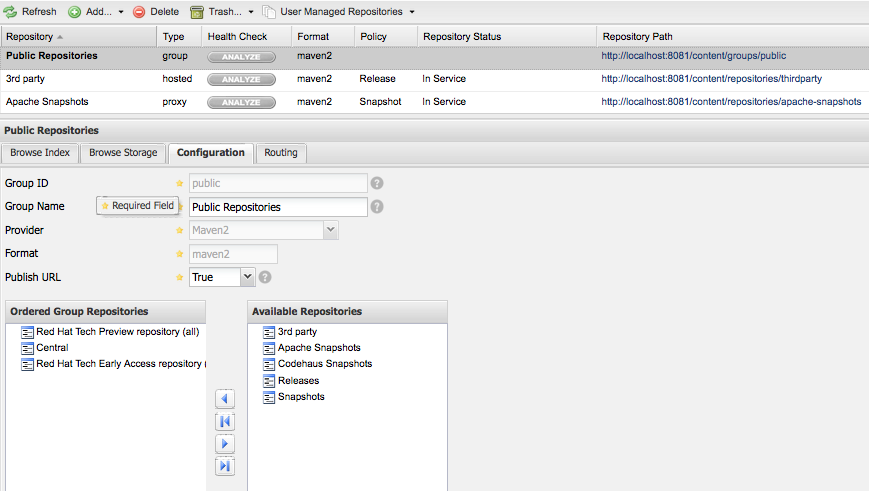 Refresh Add... Delete Trash... User Managed Repositories
Repository Type Health Check Format Policy Repository Status Repository Path
Public Repositories group ANALYZE maven2 http://localhost:8081/content/groups/public
3rd party hosted ANALYZE maven2 Release In Service http://localhost:8081/content/repositories/thirdparty
Apache Snapshots proxy ANALYZE maven2 Snapshot In Service http://localhost:8081/content/repositories/apache-snapshots
Public Repositories
Browse Index Browse Storage Configuration Routing
Group ID public ?
Group Name Required Field Public Repositories ?
Provider Maven2
Format maven2
Publish URL True ?
Ordered Group Repositories Available Repositories
Red Hat Tech Preview repository (all) 3rd party
Central Apache Snapshots
Red Hat Tech Early Access repository ( Codehaus Snapshots
Releases
Snapshots